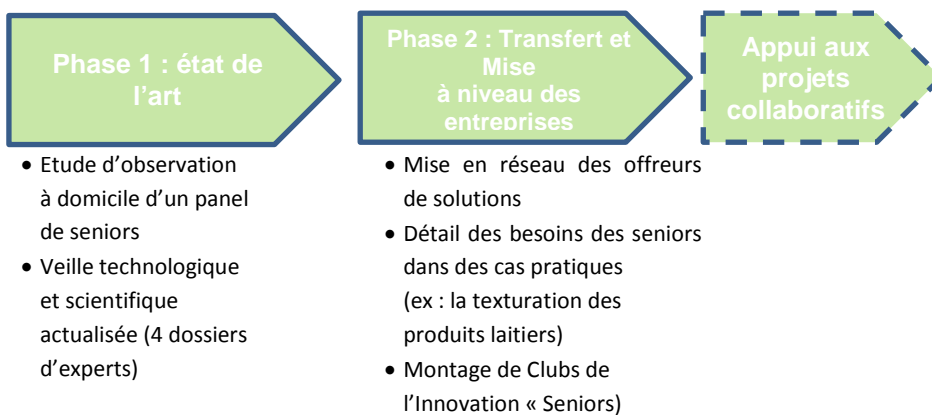 Phase 1 : état de
l'art
Phase 2 : Transfert et
Mise
à niveau des
entreprises
Appui aux
projets
collaboratifs
• Etude d'observation
à domicile d'un panel
de seniors
• Veille technologique
et scientifique
actualisée (4 dossiers
d'experts)
• Mise en réseau des offreurs
de solutions
• Détail des besoins des seniors
dans des cas pratiques
(ex : la texturation des
produits laitiers)
• Montage de Clubs de
l'Innovation « Seniors)